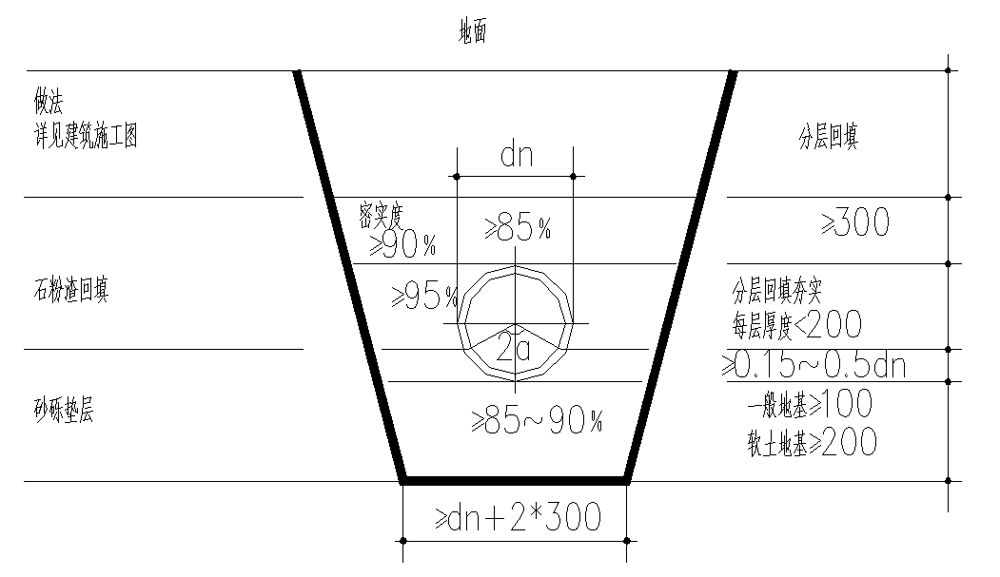 地面
做法
详见建筑施工图
分层回填
dn
密实度
≥90%
≥85%
≥300
石粉渣回填
≥95%
分层回填夯实
每层厚度<200
2a
≥0.15~0.5dn
砂砾垫层
≥85~90%
一般地基≥100
软土地基≥200
≥dn+2*300